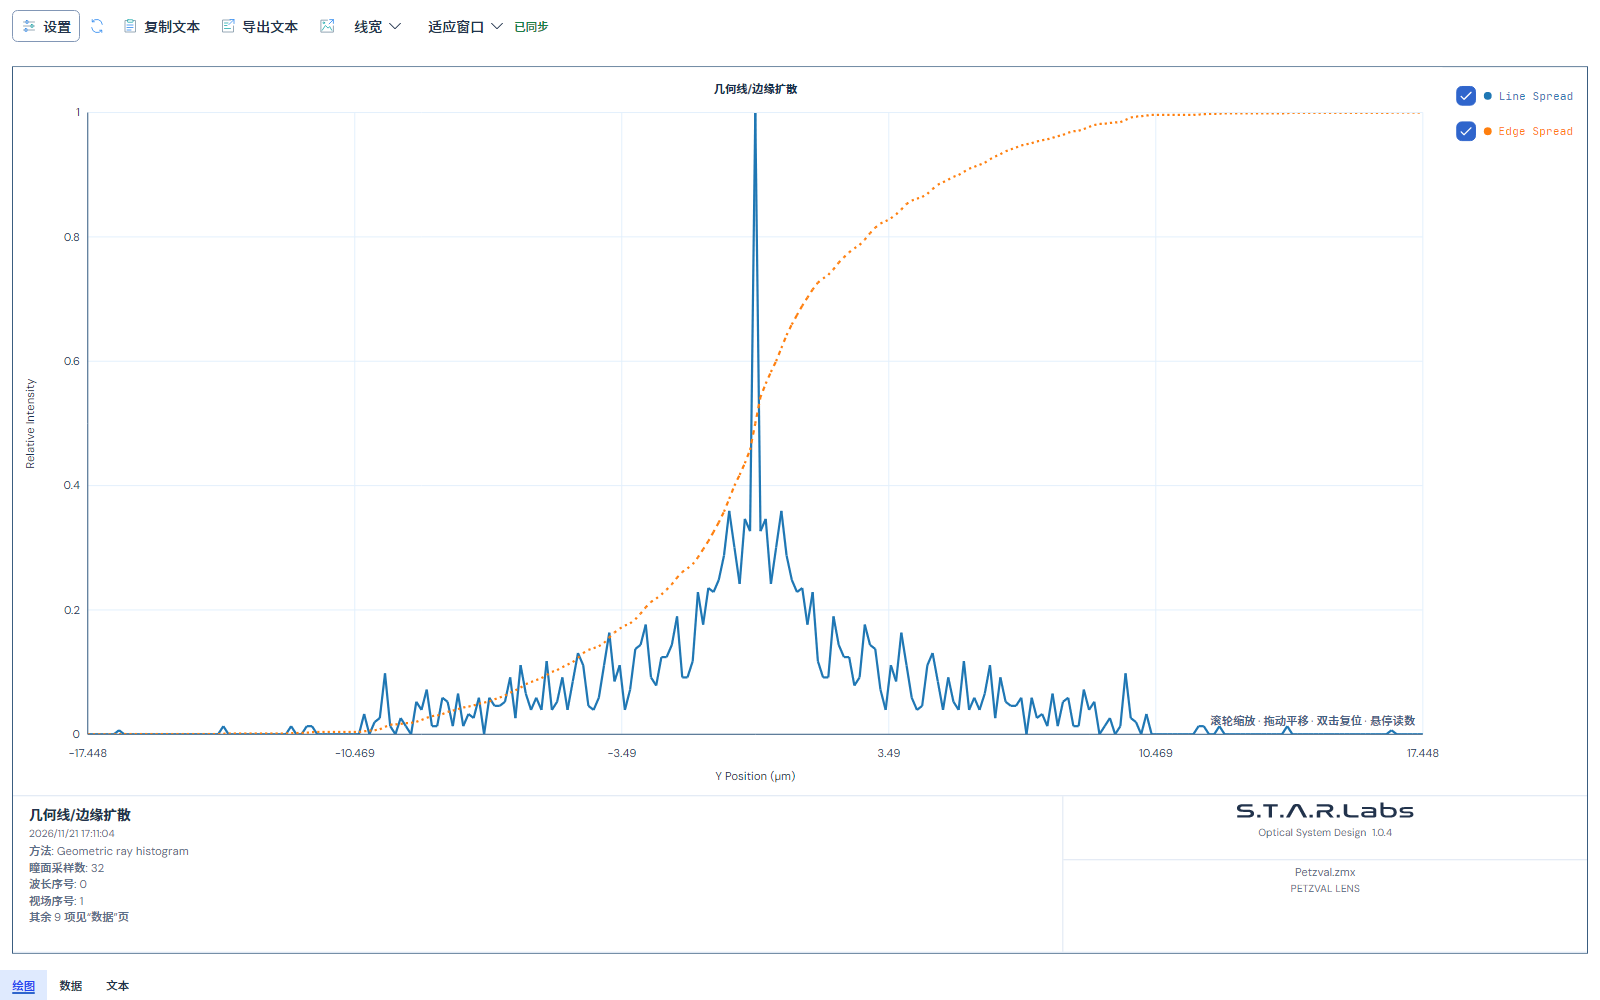 设置
复制文本
导出文本
线宽
适应窗口
已同步
几何线/边缘扩散
Line Spread
Edge Spread
1
0.8
0.6
0.4
0.2
0
Relative Intensity
滚轮缩放 · 拖动平移 · 双击复位 · 悬停读数
-17.448
-10.469
-3.49
3.49
10.469
17.448
Y Position (µm)
几何线/边缘扩散
2026/11/21 17:11:04
方法: Geometric ray histogram
瞳面采样数: 32
波长序号: 0
视场序号: 1
其余 9 项见“数据”页
S.T.A.R.Labs
Optical System Design 1.0.4
Petzval.zmx
PETZVAL LENS
绘图
数据
文本